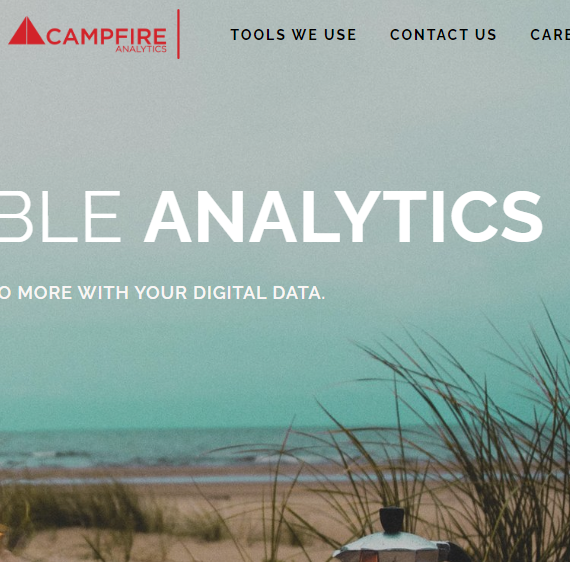 CAMPFIRE
ANALYTICS
TOOLS WE USE CONTACT US CARE
BLE ANALYTICS
O MORE WITH YOUR DIGITAL DATA.